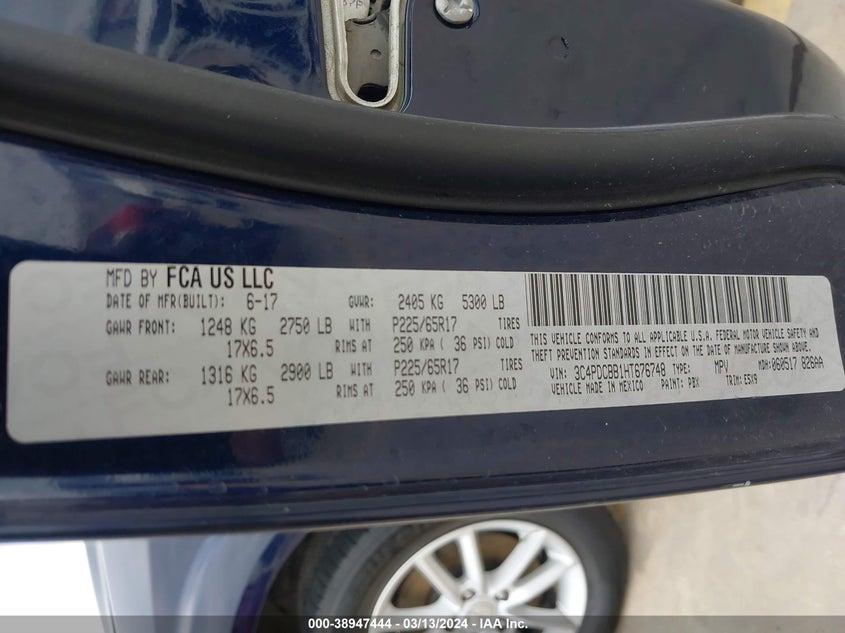 MFD BY FCA US LLC
DATE OF MFR(BUILT): 6-17 GVWR: 2405 KG 5300 LB
GAWR FRONT: 1248 KG 2750 LB WITH P225/65R17 TIRES
17X6.5 RIMS AT 250 KPA ( 36 PSI) COLD
GAWR REAR: 1316 KG 2900 LB WITH P225/65R17 TIRES
17X6.5 RIMS AT 250 KPA ( 36 PSI) COLD
THIS VEHICLE CONFORMS TO ALL APPLICABLE U.S.A. FEDERAL MOTOR VEHICLE SAFETY AND
THEFT PREVENTION STANDARDS IN EFFECT ON THE DATE OF MANUFACTURE SHOWN ABOVE.
VIN: 3C4PDCBB1HT676748 TYPE: MPV MDH: 060517 828AA
VEHICLE MADE IN MEXICO PAINT: PBX TRIM: E5X9
000-38947444 — 03/13/2024 — IAA Inc.